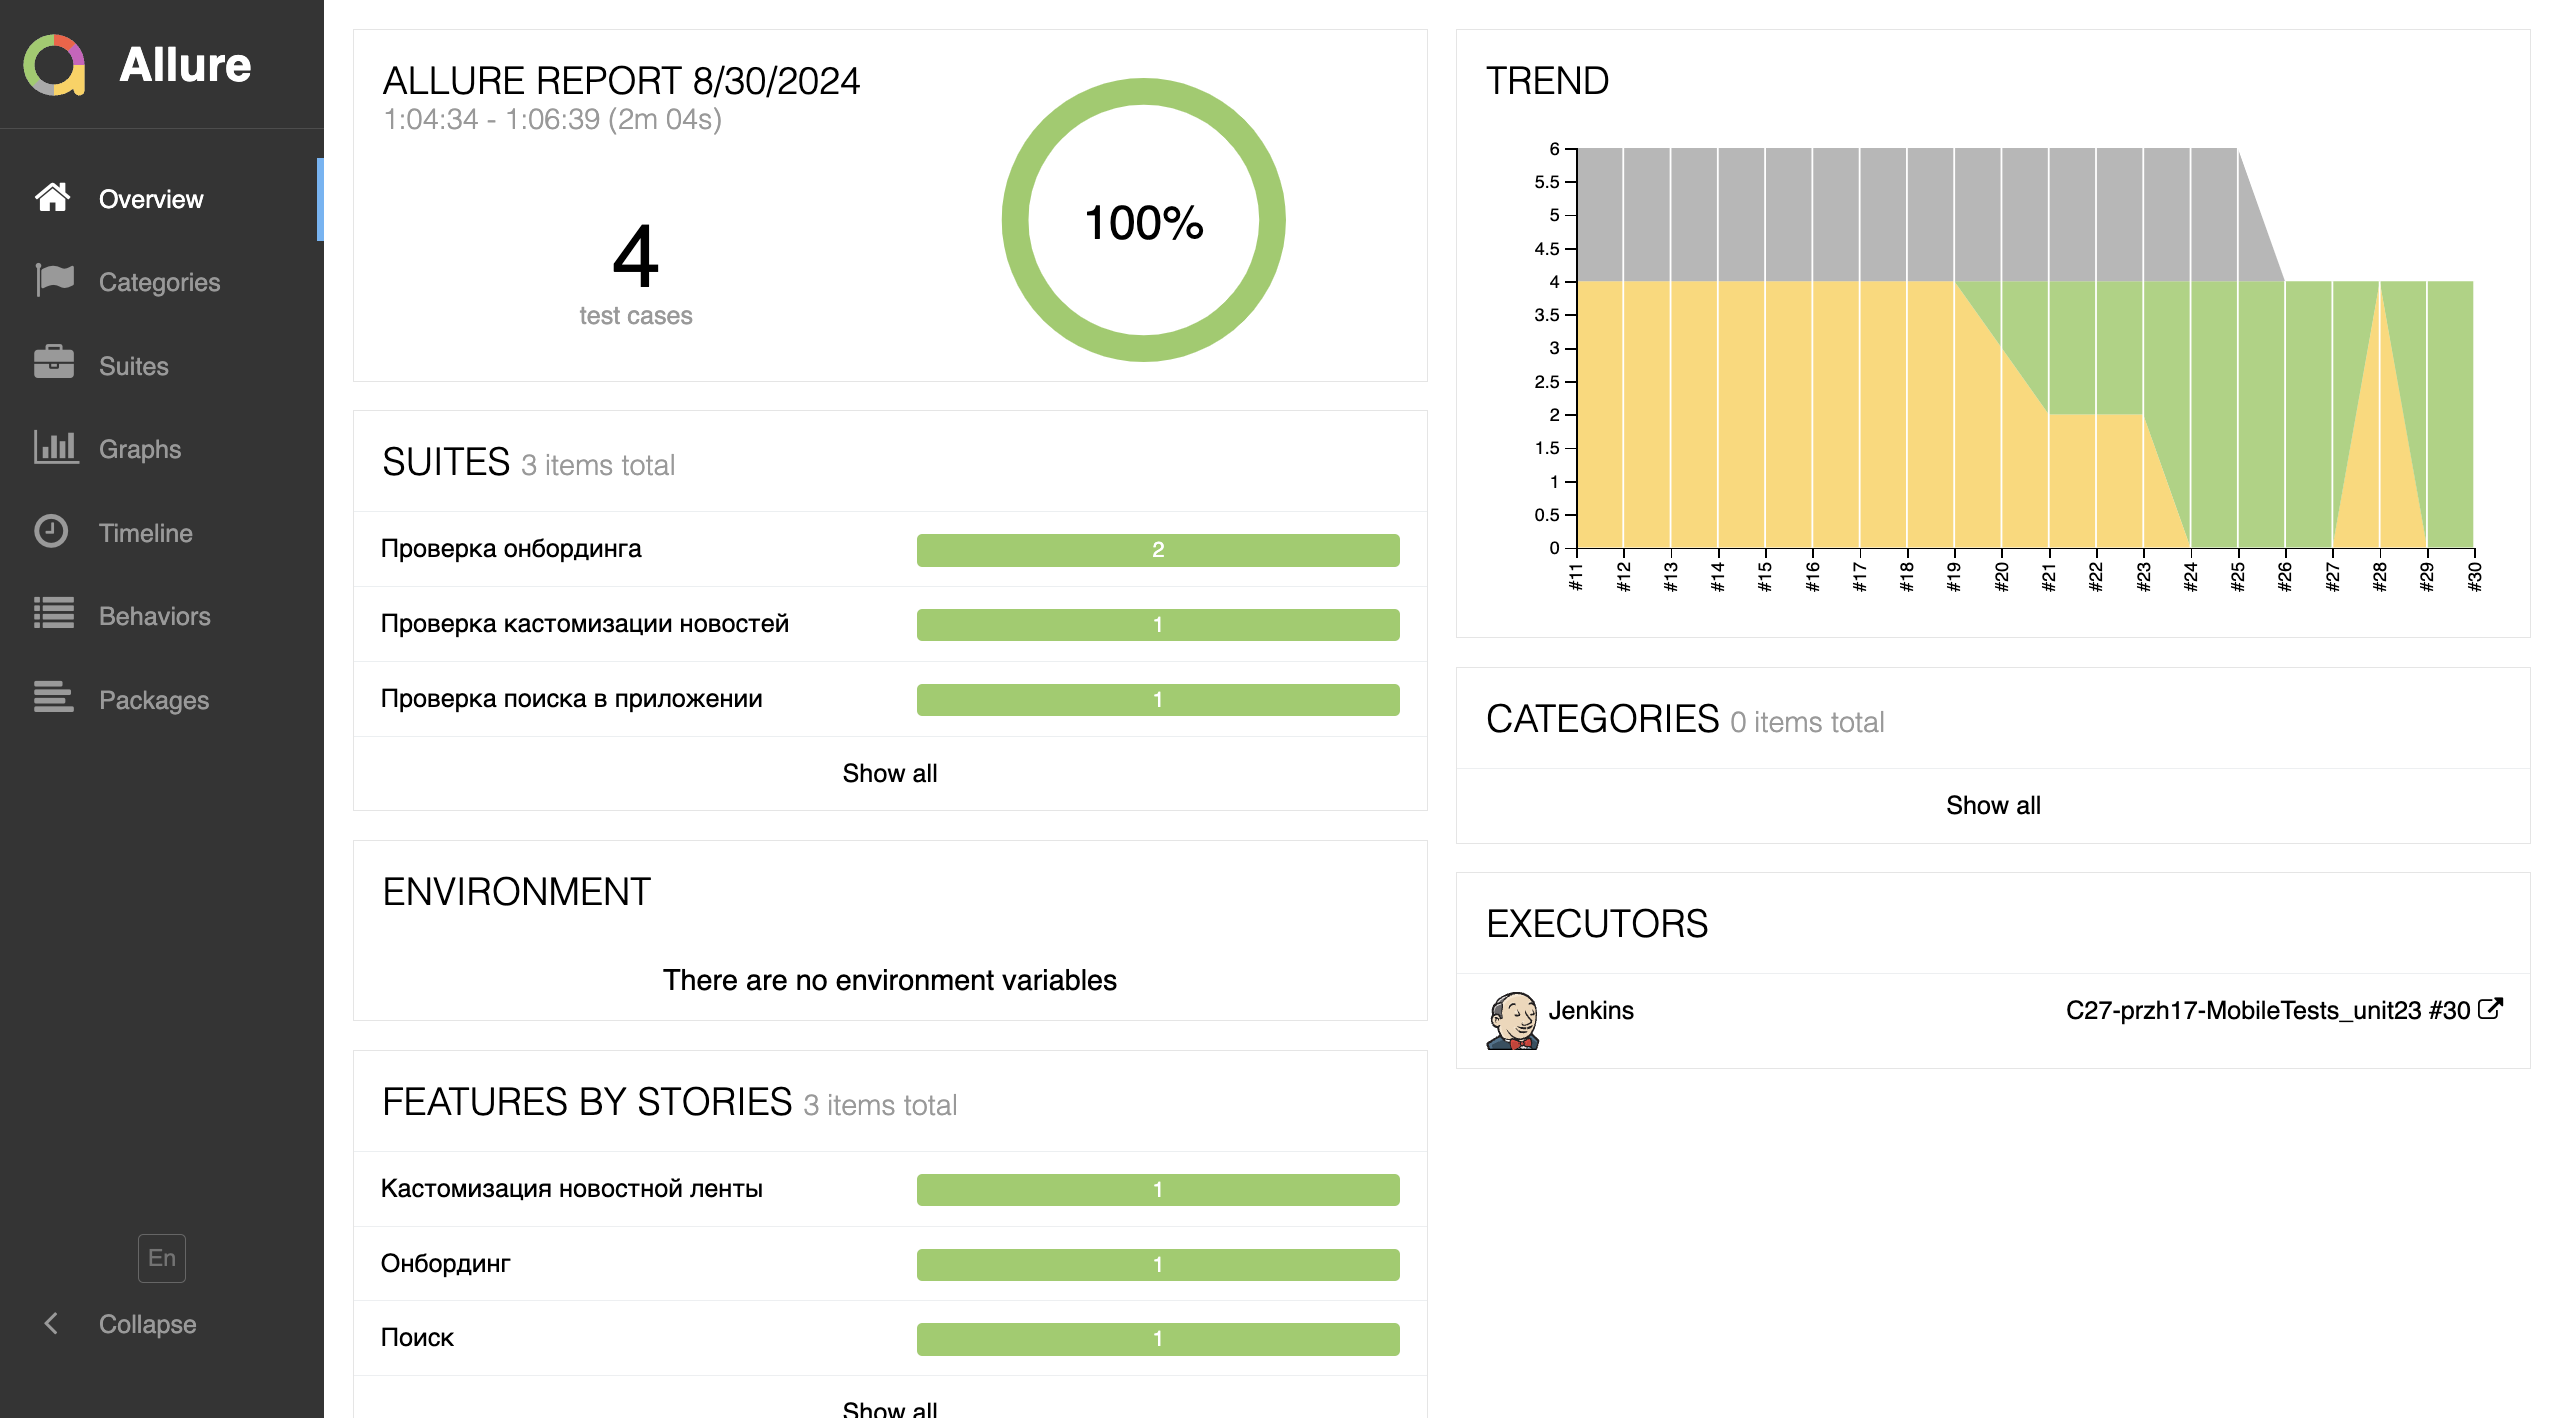 Allure
Overview
Categories
Suites
Graphs
Timeline
Behaviors
Packages
En
Collapse
ALLURE REPORT 8/30/2024
1:04:34 - 1:06:39 (2m 04s)
4
test cases
100%
SUITES 3 items total
Проверка онбординга 2
Проверка кастомизации новостей 1
Проверка поиска в приложении 1
Show all
ENVIRONMENT
There are no environment variables
FEATURES BY STORIES 3 items total
Кастомизация новостной ленты 1
Онбординг 1
Поиск 1
Show all
TREND
6
5.5
5
4.5
4
3.5
3
2.5
2
1.5
1
0.5
0
#11 #12 #13 #14 #15 #16 #17 #18 #19 #20 #21 #22 #23 #24 #25 #26 #27 #28 #29 #30
CATEGORIES 0 items total
Show all
EXECUTORS
Jenkins C27-przh17-MobileTests_unit23 #30